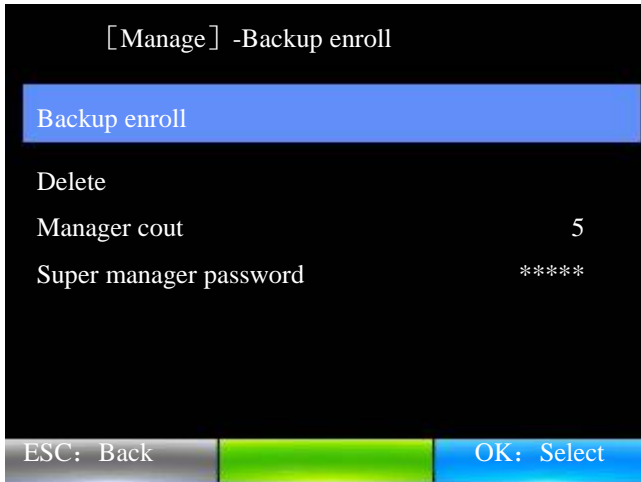 ［Manage］-Backup enroll
Backup enroll
Delete
Manager cout 5
Super manager password *****
ESC：Back OK：Select